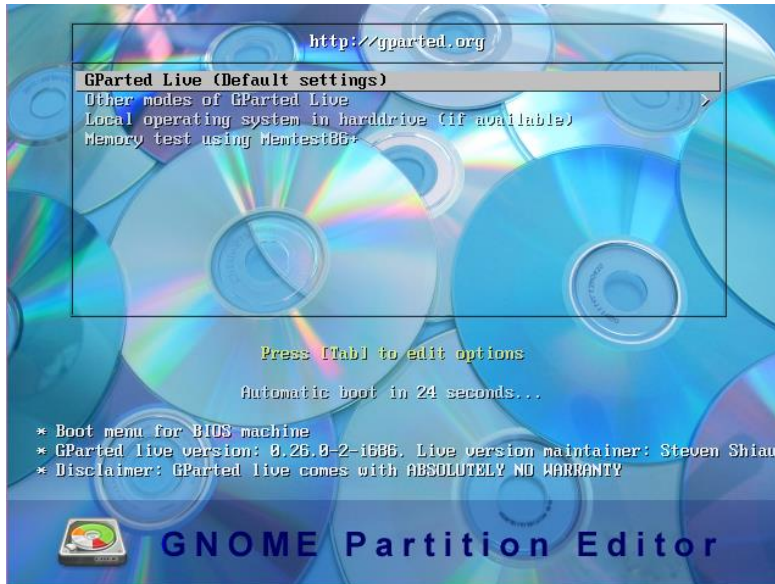 http://gparted.org
GParted Live (Default settings)
Other modes of GParted Live >
Local operating system in harddrive (if available)
Memory test using Memtest86+
Press [Tab] to edit options
Automatic boot in 24 seconds...
* Boot menu for BIOS machine
* GParted live version: 0.26.0-2-i686. Live version maintainer: Steven Shiau
* Disclaimer: GParted live comes with ABSOLUTELY NO WARRANTY
GNOME Partition Editor